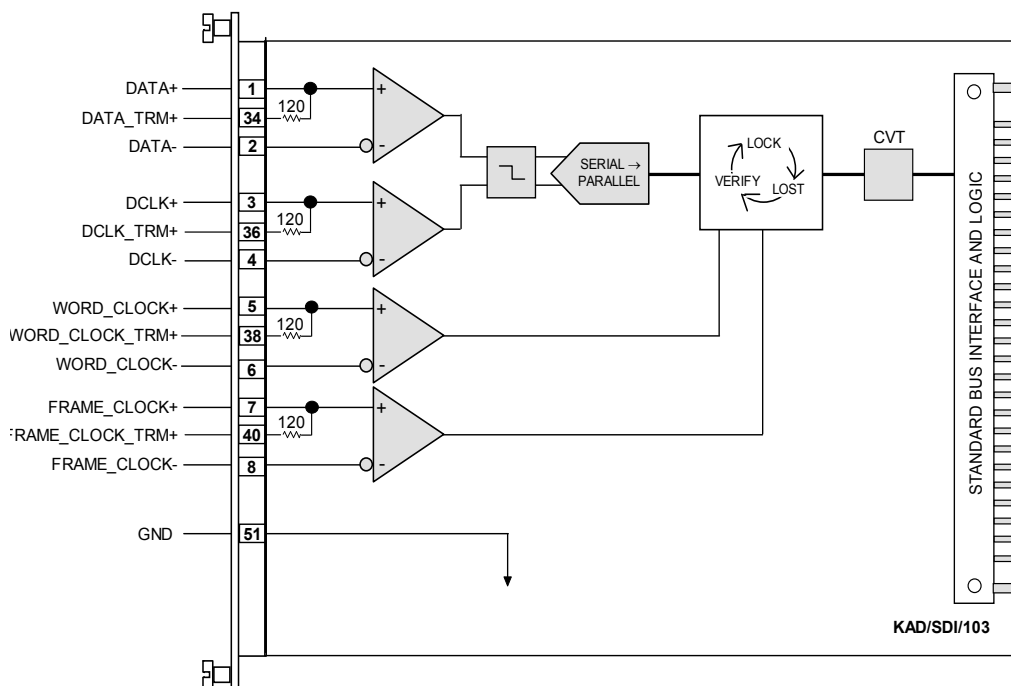 DATA+ 1
DATA_TRM+ 34 120
DATA- 2
+
-
DCLK+ 3
DCLK_TRM+ 36 120
DCLK- 4
+
-
WORD_CLOCK+ 5
WORD_CLOCK_TRM+ 38 120
WORD_CLOCK- 6
+
-
FRAME_CLOCK+ 7
FRAME_CLOCK_TRM+ 40 120
FRAME_CLOCK- 8
+
-
GND 51
SERIAL →
PARALLEL
LOCK
VERIFY
LOST
CVT
STANDARD BUS INTERFACE AND LOGIC
KAD/SDI/103